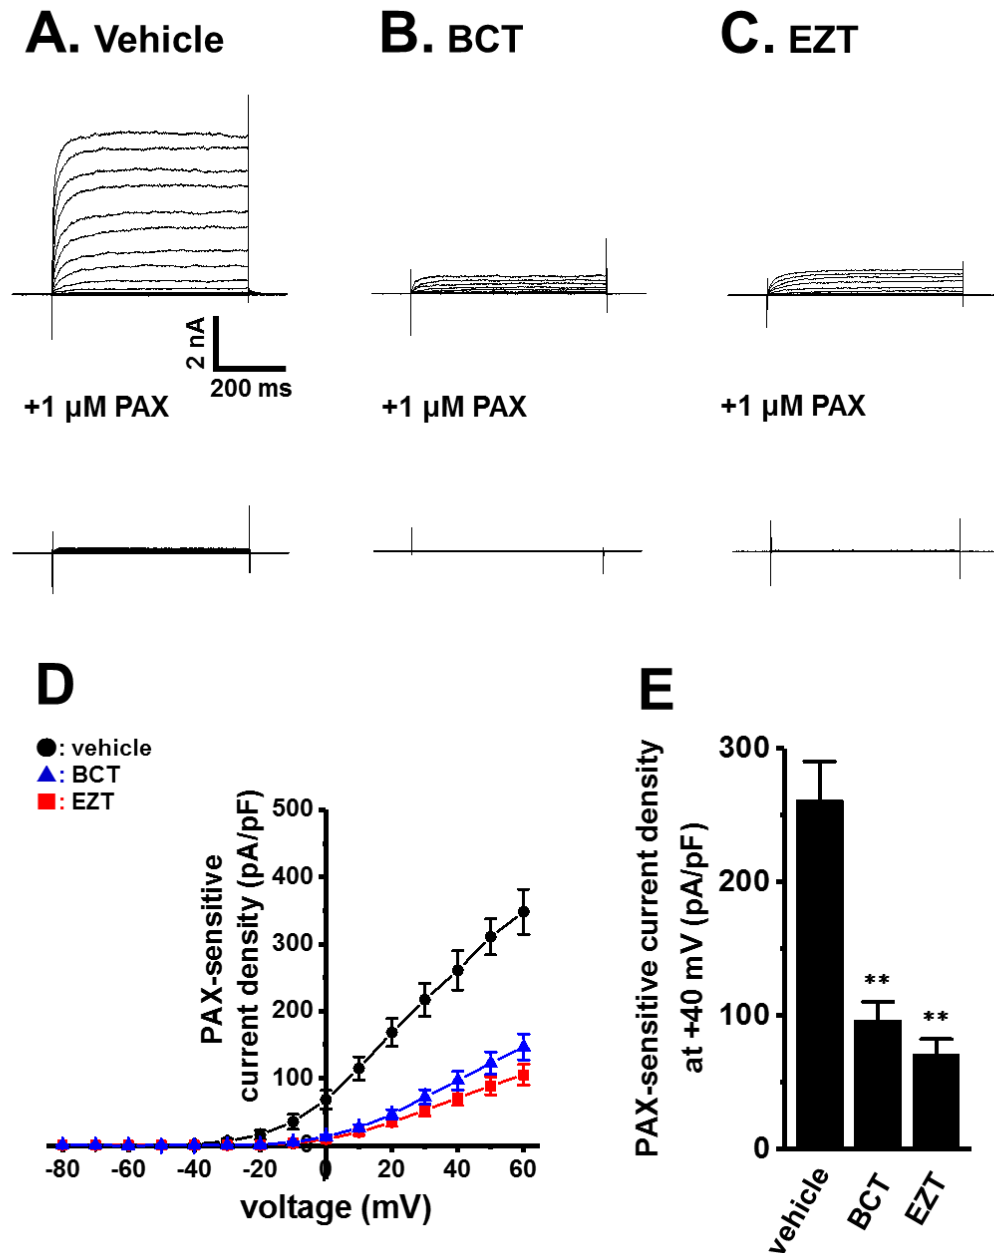 A. Vehicle
B. BCT
C. EZT
2 nA
200 ms
+1 µM PAX
+1 µM PAX
+1 µM PAX
D
●: vehicle
▲: BCT
■: EZT
PAX-sensitive
current density (pA/pF)
500
400
300
200
100
0
-80
-60
-40
-20
0
20
40
60
voltage (mV)
E
PAX-sensitive current density
at +40 mV (pA/pF)
300
200
100
0
**
**
vehicle
BCT
EZT